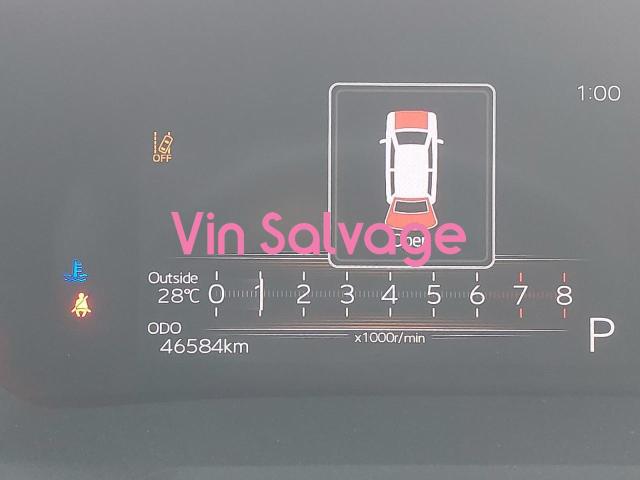 1:00
OFF
Vin Salvage
Open
Outside
28°C
0 1 2 3 4 5 6 7 8
ODO
46584km
x1000r/min
P